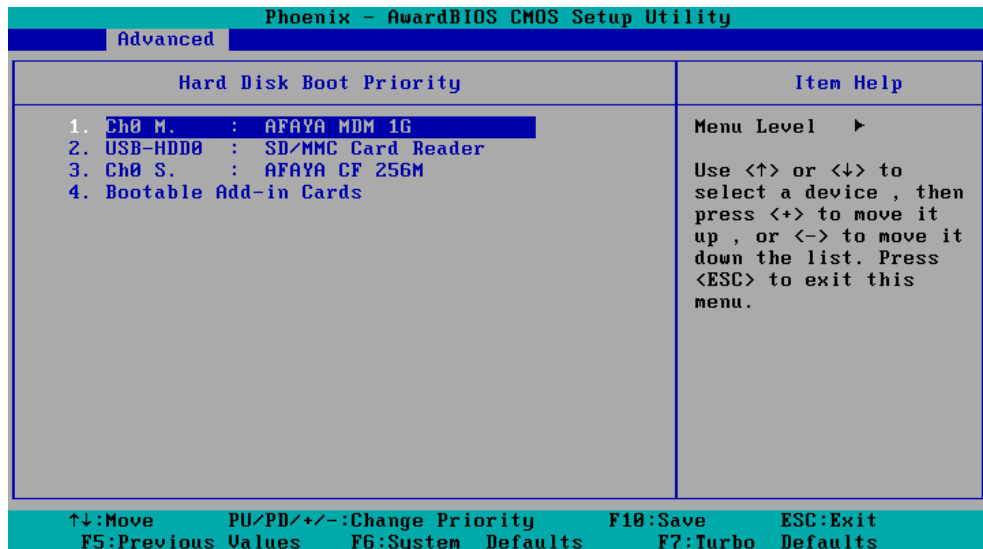 Phoenix - AwardBIOS CMOS Setup Utility
Advanced
Hard Disk Boot Priority
1. Ch0 M. : AFAYA MDM 1G
2. USB-HDD0 : SD/MMC Card Reader
3. Ch0 S. : AFAYA CF 256M
4. Bootable Add-in Cards
Item Help
Menu Level ►
Use <↑> or <↓> to
select a device , then
press <+> to move it
up , or <-> to move it
down the list. Press
<ESC> to exit this
menu.
↑↓:Move PU/PD/+/-:Change Priority F10:Save ESC:Exit
F5:Previous Values F6:System Defaults F7:Turbo Defaults